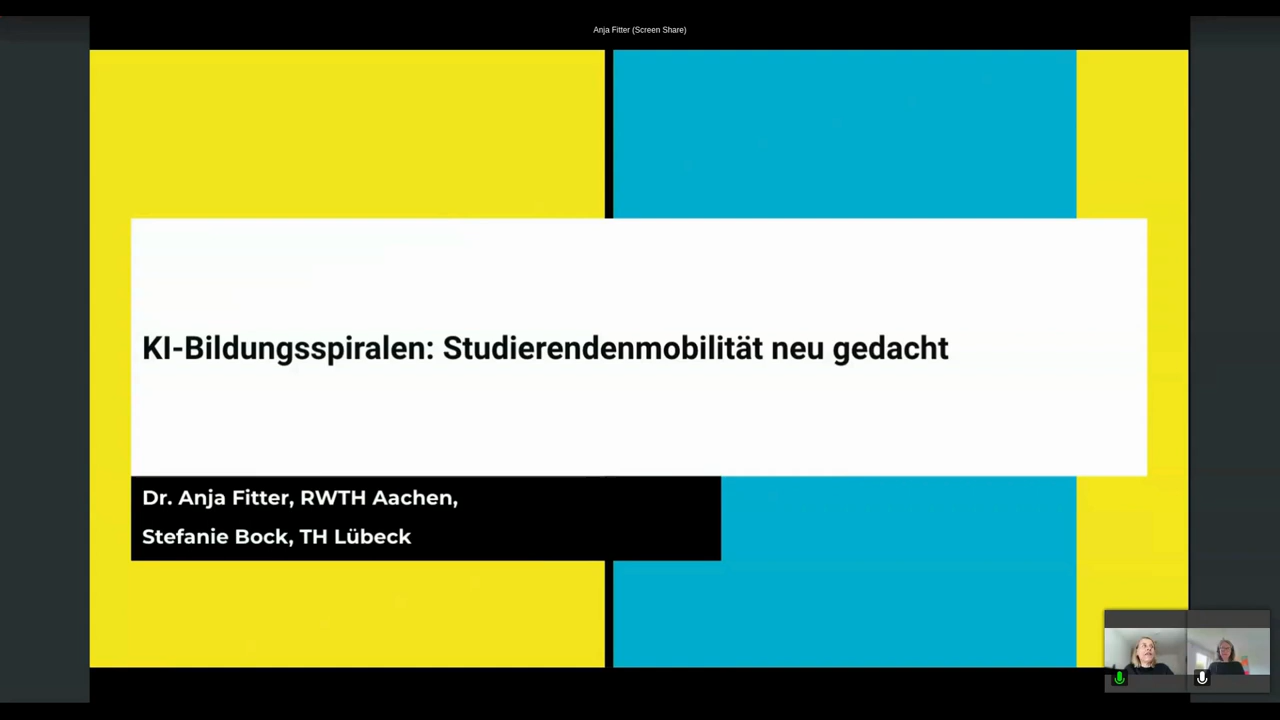 Anja Fitter (Screen Share)
KI-Bildungsspiralen: Studierendenmobilität neu gedacht
Dr. Anja Fitter, RWTH Aachen,
Stefanie Bock, TH Lübeck